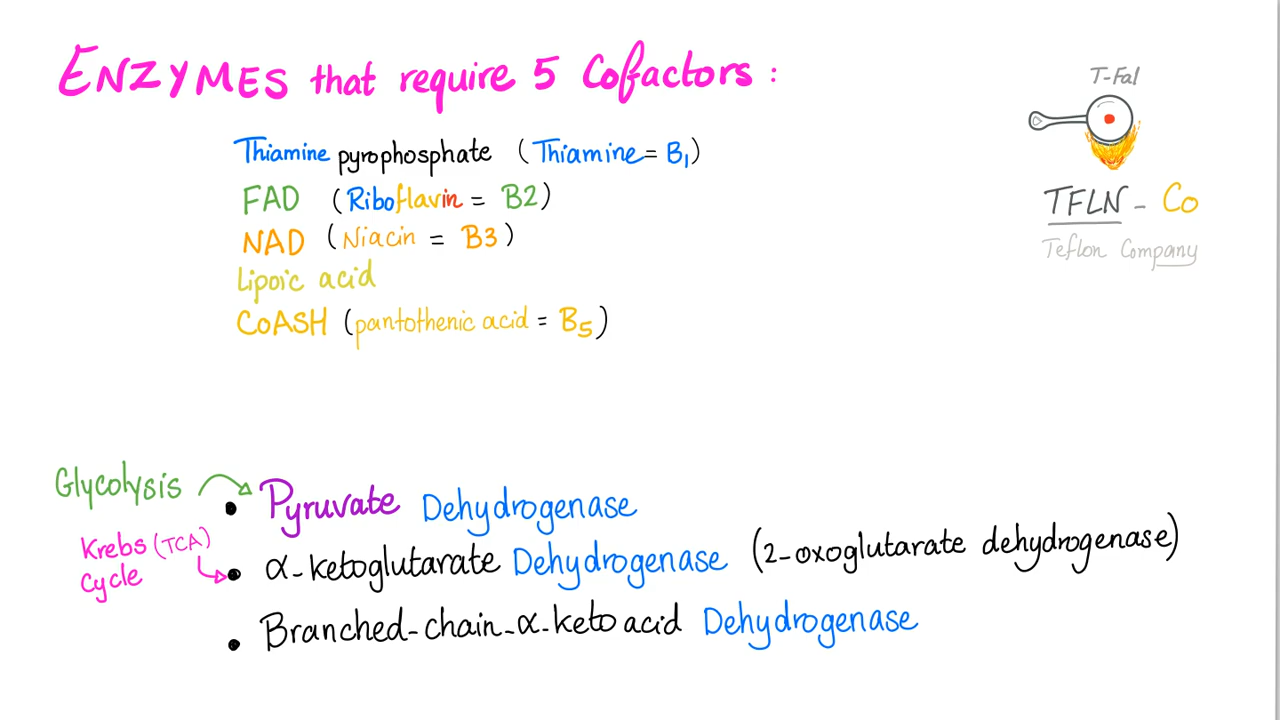 ENZYMES that require 5 Cofactors :
T-Fal
Thiamine pyrophosphate (Thiamine = B1)
FAD (Riboflavin = B2)
NAD (Niacin = B3)
Lipoic acid
CoASH (pantothenic acid = B5)
TFLN - Co
Teflon Company
Glycolysis
• Pyruvate Dehydrogenase
Krebs (TCA)
Cycle
• α-ketoglutarate Dehydrogenase (2-oxoglutarate dehydrogenase)
• Branched-chain-α-keto acid Dehydrogenase